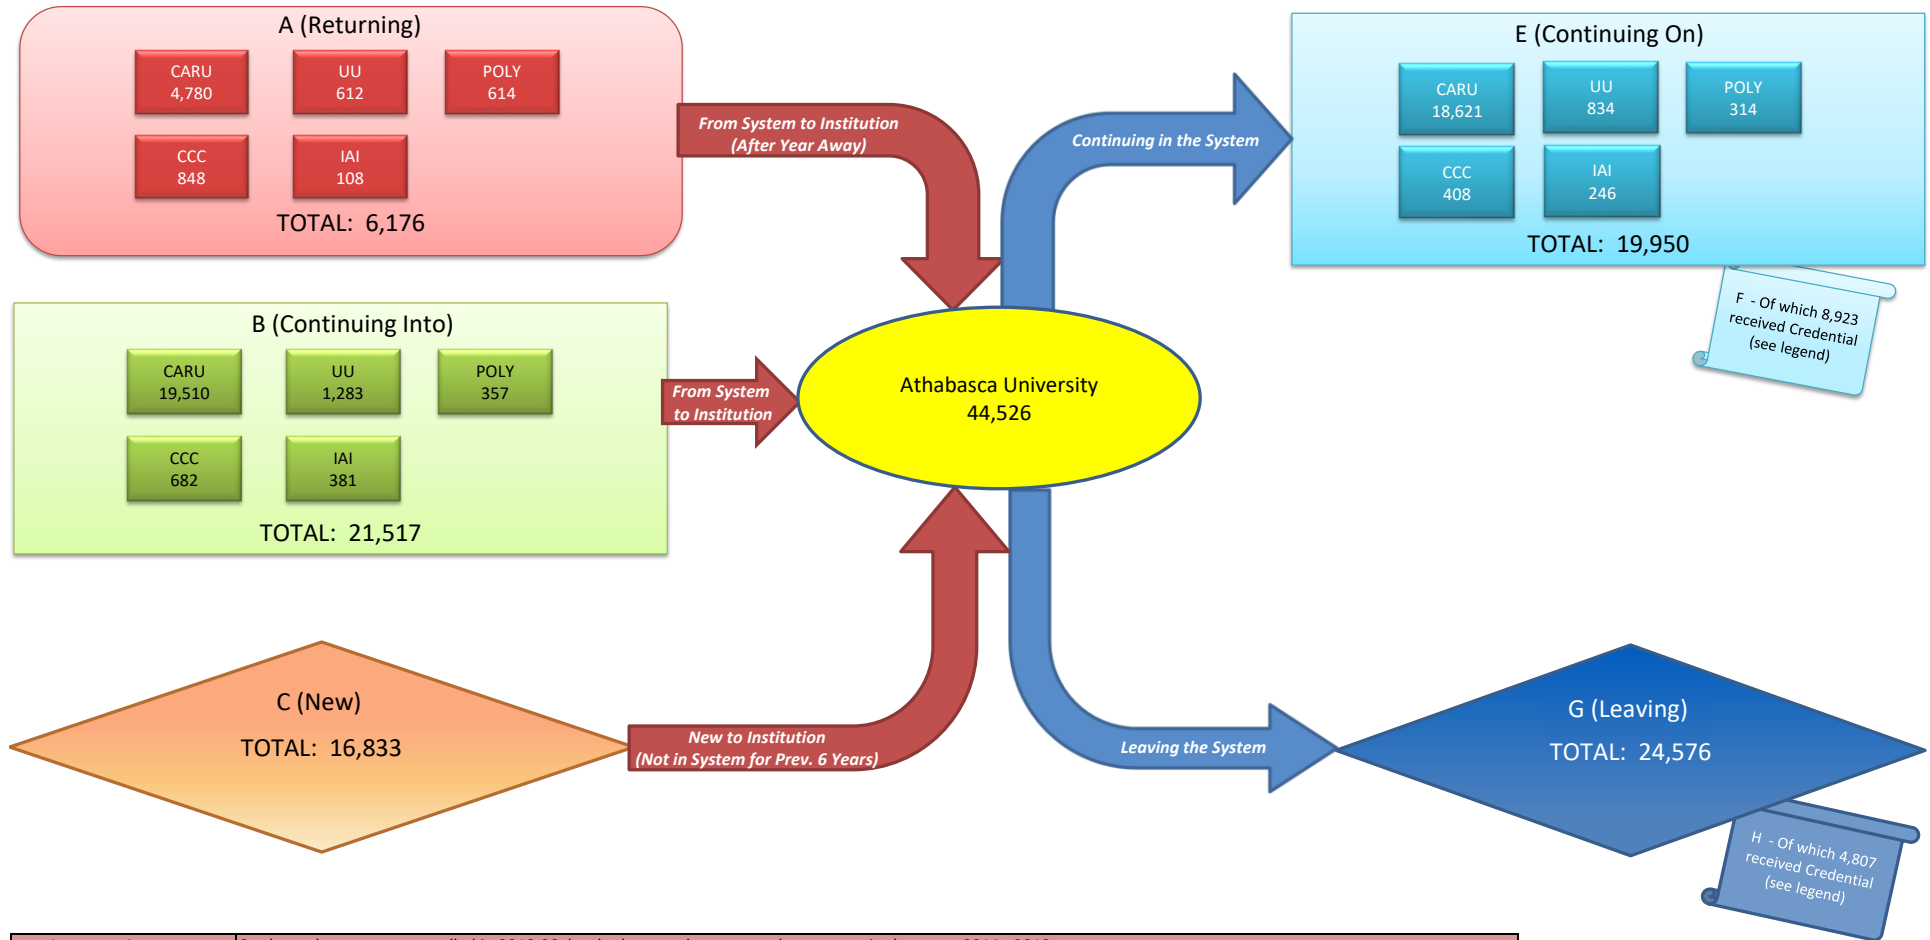 A (Returning)
CARU
4,780
UU
612
POLY
614
CCC
848
IAI
108
TOTAL: 6,176
From System to Institution
(After Year Away)
Continuing in the System
E (Continuing On)
CARU
18,621
UU
834
POLY
314
CCC
408
IAI
246
TOTAL: 19,950
F - Of which 8,923
received Credential
(see legend)
B (Continuing Into)
CARU
19,510
UU
1,283
POLY
357
CCC
682
IAI
381
TOTAL: 21,517
From System
to Institution
Athabasca University
44,526
C (New)
TOTAL: 16,833
New to Institution
(Not in System for Prev. 6 Years)
Leaving the System
G (Leaving)
TOTAL: 24,576
H - Of which 4,807
received Credential
(see legend)